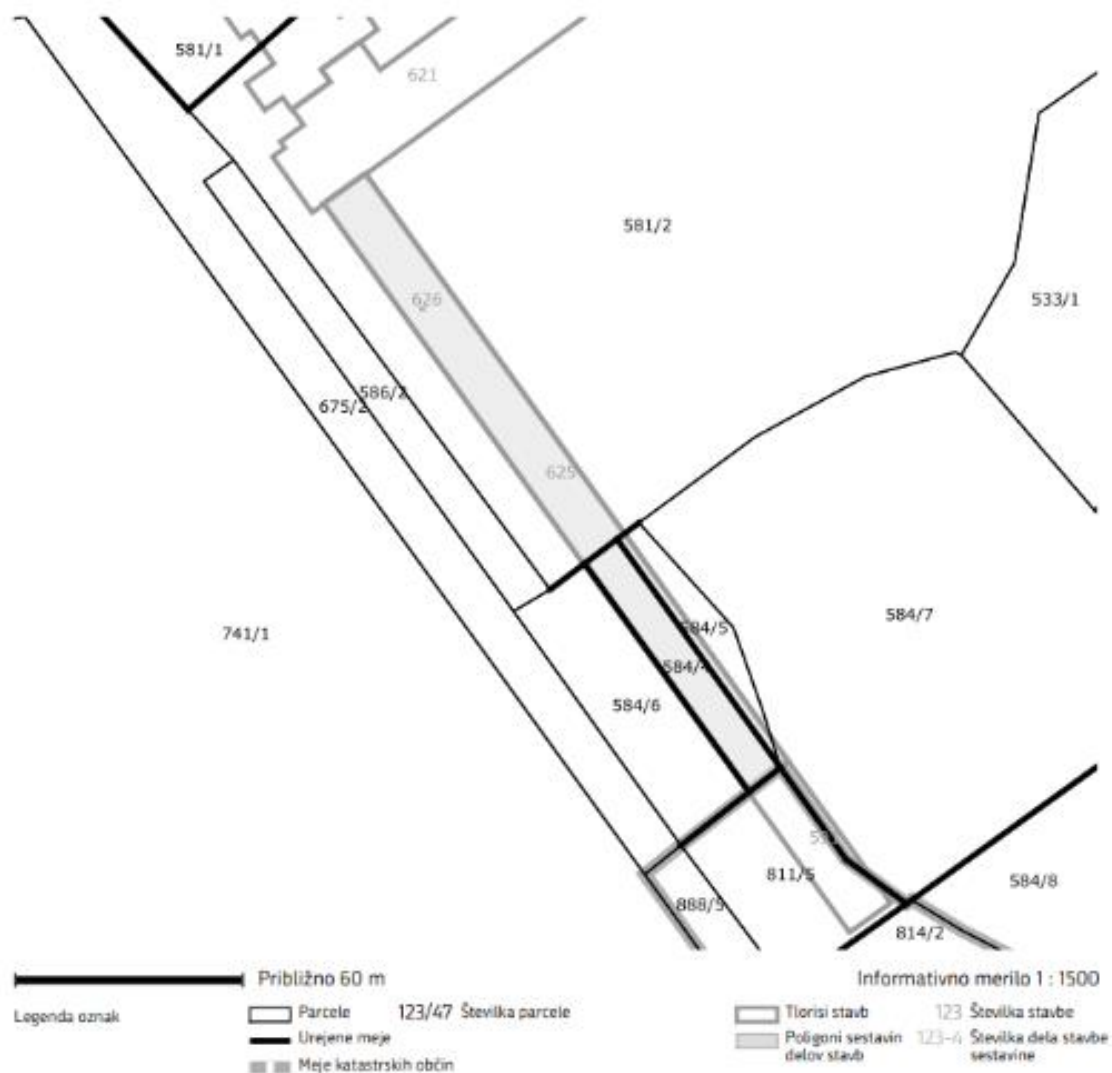 581/1
621
581/2
626
533/1
586/2
675/2
625
741/1
584/5
584/7
584/4
584/6
811/5
584/8
888/5
814/2
Približno 60 m
Informativno merilo 1 : 1500
Legenda oznak
Parcele 123/47 Številka parcele
Urejene meje
Meje katastrskih občin
Tlorisi stavb 123 Številka stavbe
Poligoni sestavin delov stavb 123-4 Številka dela stavbe sestavine